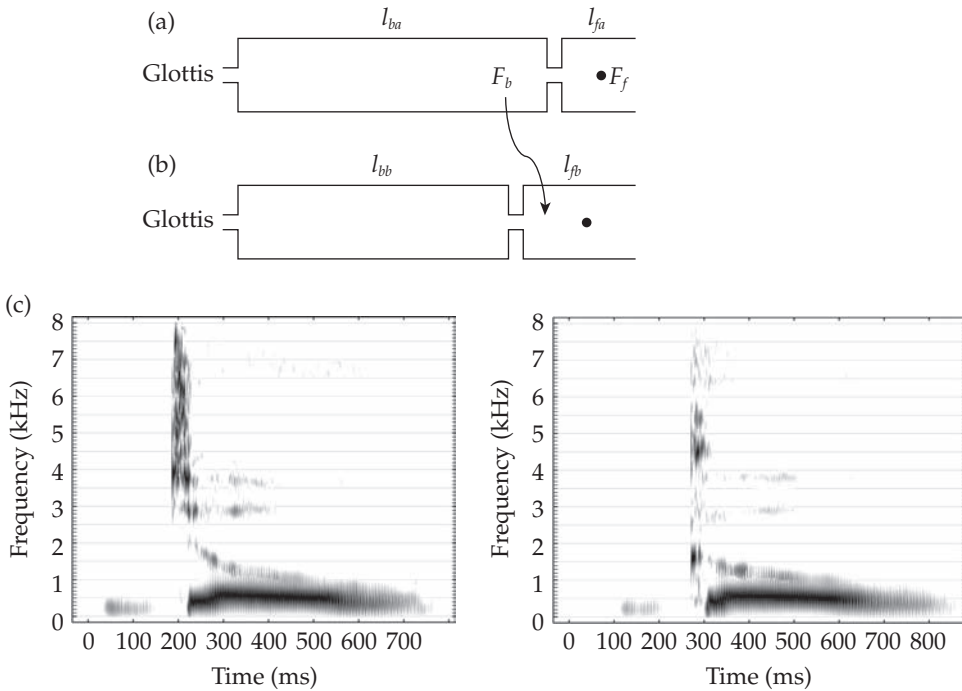 (a)
l_ba l_fa
Glottis F_b F_f
(b)
l_bb l_fb
Glottis
(c)
8
7
6
5
4
3
2
1
0
Frequency (kHz)
0 100 200 300 400 500 600 700
Time (ms)
8
7
6
5
4
3
2
1
0
Frequency (kHz)
0 100 200 300 400 500 600 700 800
Time (ms)